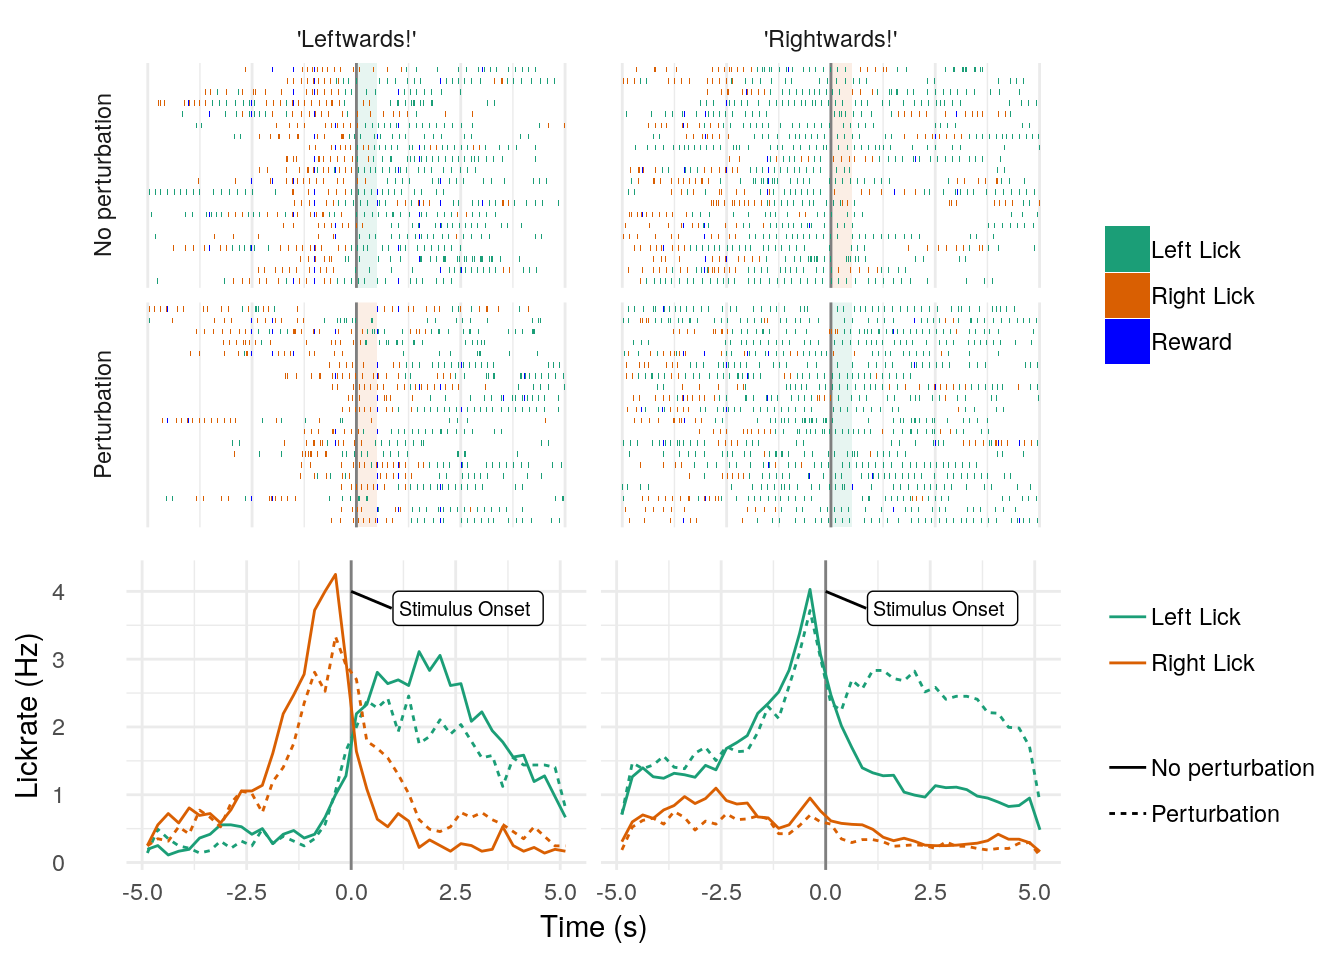 'Leftwards!' 'Rightwards!'
No perturbation
Perturbation
Left Lick
Right Lick
Reward
Lickrate (Hz)
4
3
2
1
0
Stimulus Onset Stimulus Onset
-5.0 -2.5 0.0 2.5 5.0 -5.0 -2.5 0.0 2.5 5.0
Time (s)
Left Lick
Right Lick
No perturbation
Perturbation